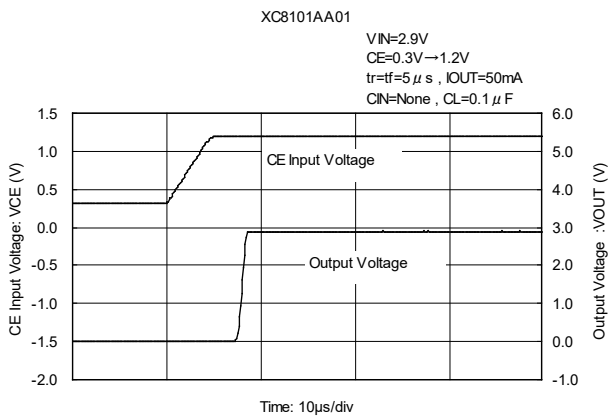 XC8101AA01
VIN=2.9V
CE=0.3V→1.2V
tr=tf=5μs , IOUT=50mA
CIN=None , CL=0.1μF
CE Input Voltage: VCE (V)
1.5
1.0
0.5
0.0
-0.5
-1.0
-1.5
-2.0
CE Input Voltage
Output Voltage
6.0
5.0
4.0
3.0
2.0
1.0
0.0
-1.0
Output Voltage :VOUT (V)
Time: 10μs/div